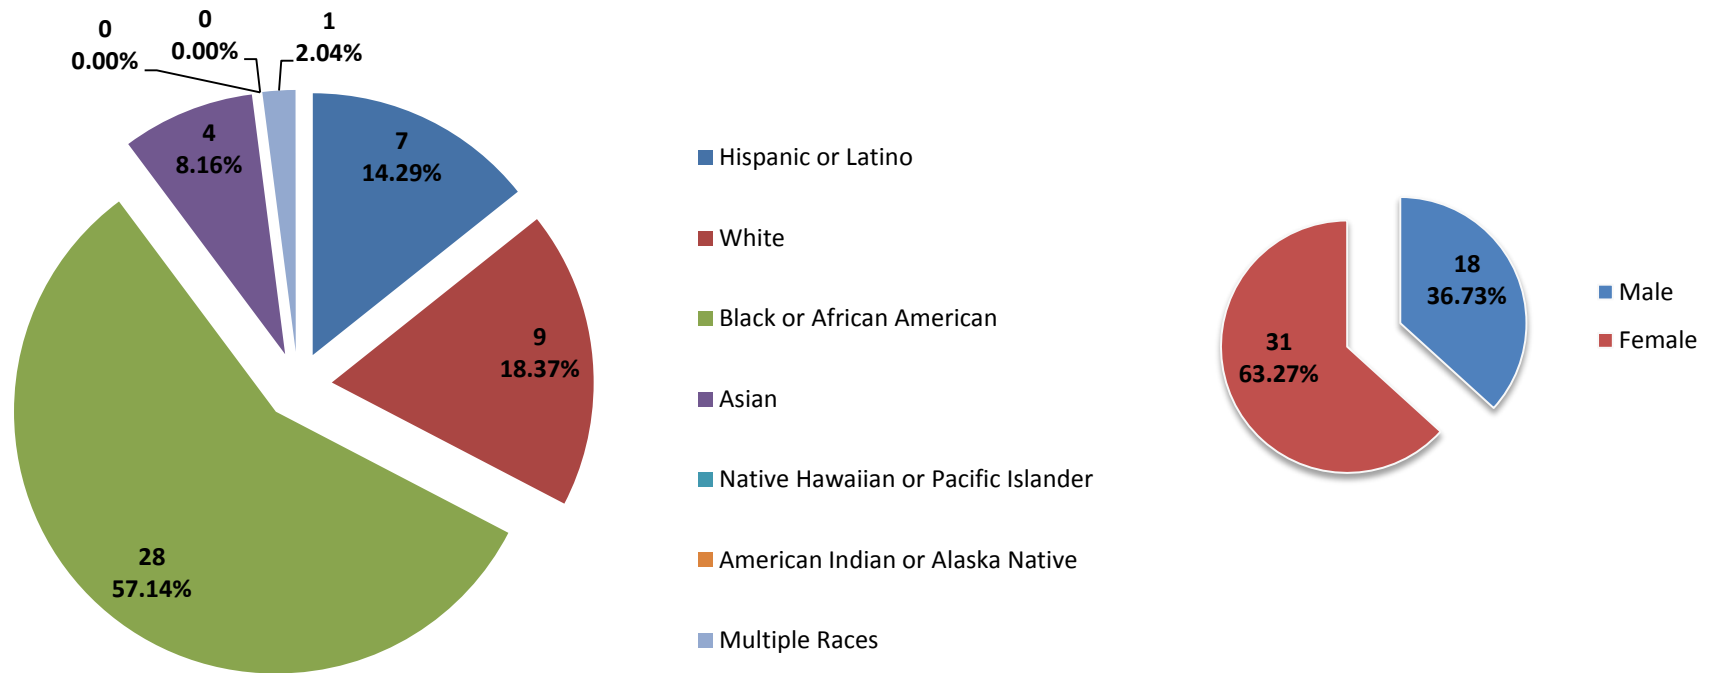 0
0.00%
0
0.00%
1
2.04%
7
14.29%
4
8.16%
9
18.37%
28
57.14%
Hispanic or Latino
White
Black or African American
Asian
Native Hawaiian or Pacific Islander
American Indian or Alaska Native
Multiple Races
18
36.73%
31
63.27%
Male
Female